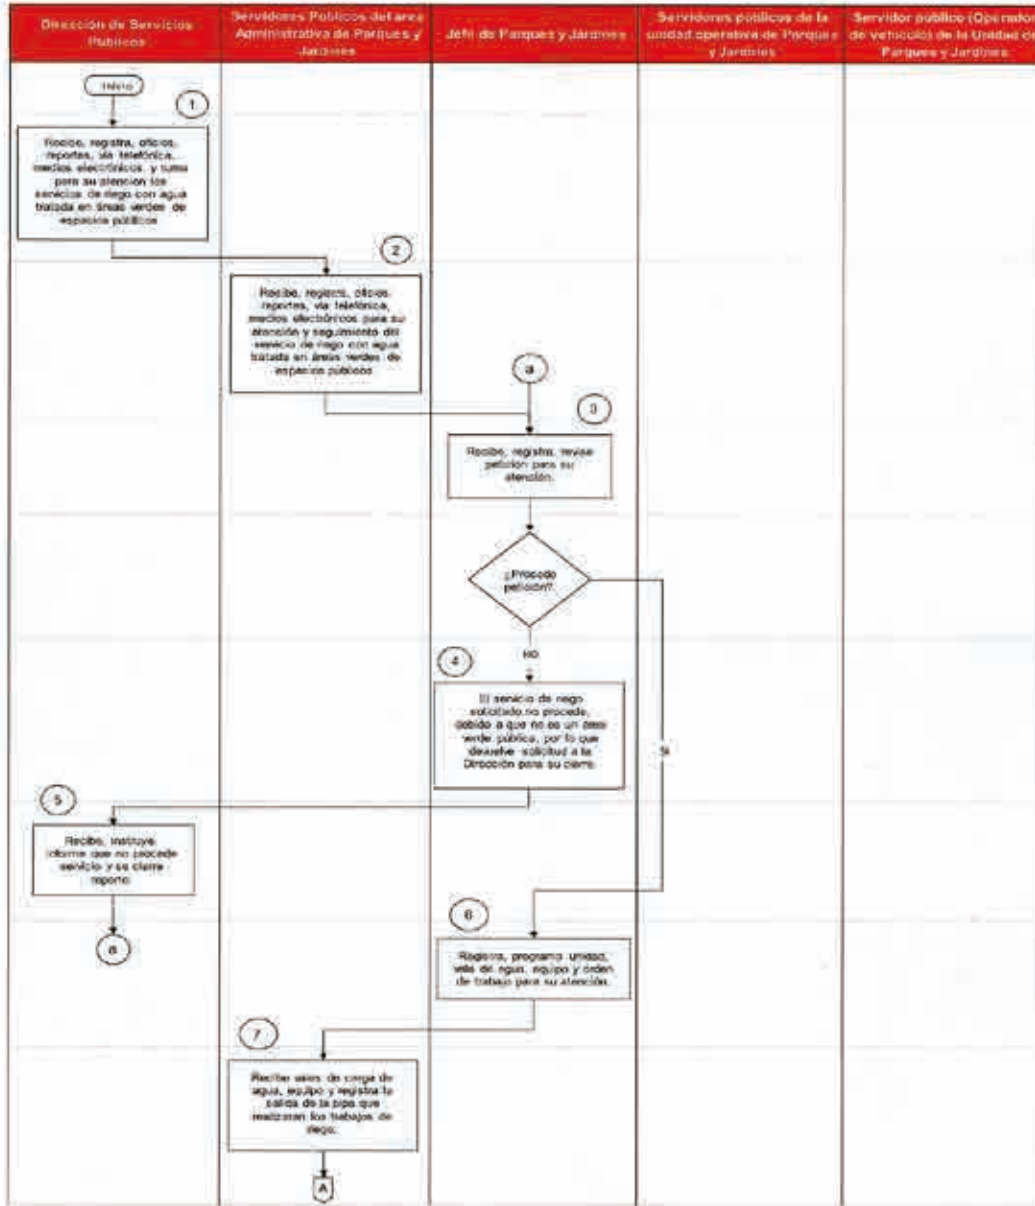 Dirección de Servicios
Públicos
Servidores Públicos del area
Administrativa de Parques y
Jardines
Jefe de Parques y Jardines
Servidores públicos de la
unidad operativa de Parques
y Jardines
Servidor público (Operador
de vehículo) de la Unidad de
Parques y Jardines
Inicio
1
Recibe, registra, oficios,
reportes, vía telefónica,
medios electrónicos y turna
para su atención los
servicios de riego con agua
tratada en áreas verdes de
espacios públicos
2
Recibe, registra, oficios,
reportes, vía telefónica,
medios electrónicos para su
atención y seguimiento del
servicio de riego con agua
tratada en áreas verdes de
espacios públicos
a
3
Recibe, registra, revisa
petición para su
atención.
¿Procede
petición?
NO
SI
4
El servicio de riego
solicitado no procede,
debido a que no es un área
verde pública, por lo que
devuelve solicitud a la
Dirección para su cierre
5
Recibe, instruye,
informe que no procede
servicio y se cierra
reporte
a
6
Registra, programa unidad,
vale de agua, equipo y orden
de trabajo para su atención.
7
Recibe vales de carga de
agua, equipo y registra la
salida de la pipa que
realizaran los trabajos de
riego.
A